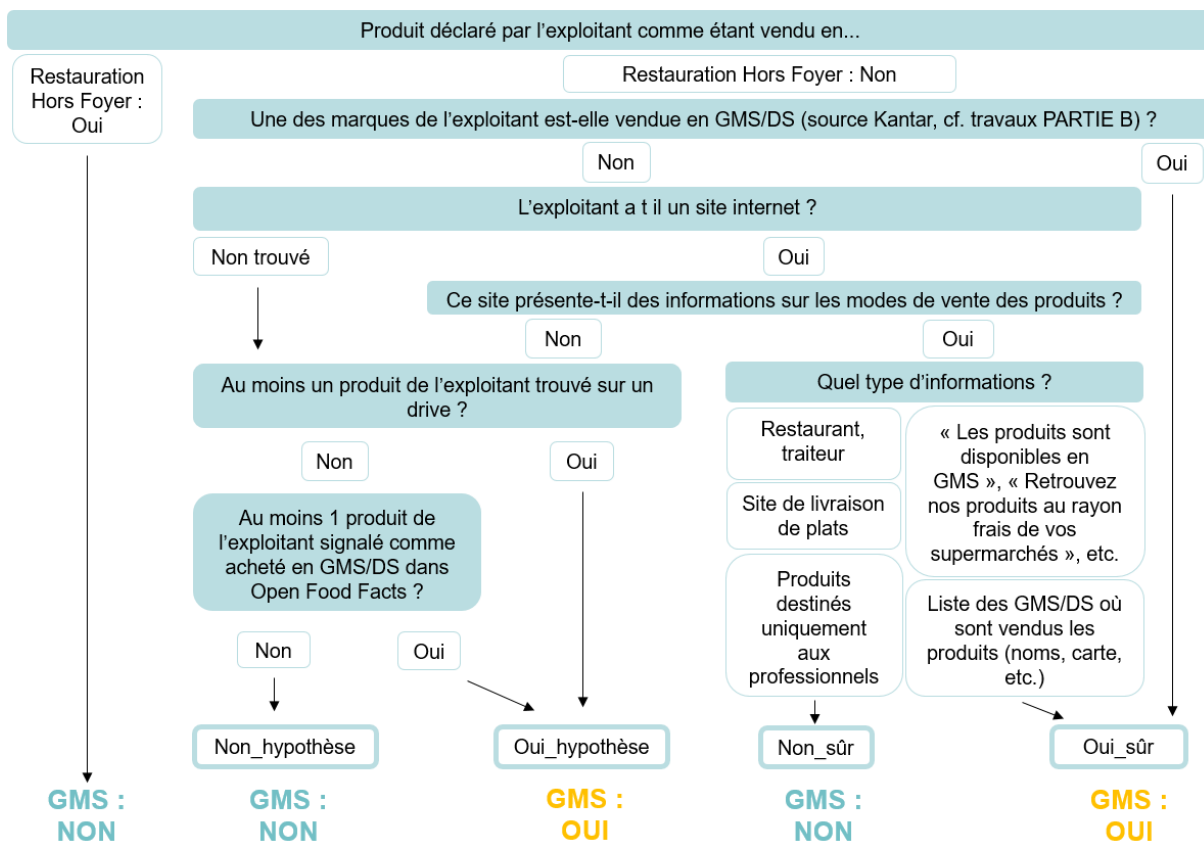 Produit déclaré par l'exploitant comme étant vendu en...
Restauration
Hors Foyer :
Oui
Restauration Hors Foyer : Non
Une des marques de l'exploitant est-elle vendue en GMS/DS (source Kantar, cf. travaux PARTIE B) ?
Non
Oui
L'exploitant a t il un site internet ?
Non trouvé
Oui
Ce site présente-t-il des informations sur les modes de vente des produits ?
Non
Oui
Au moins un produit de l'exploitant trouvé sur un
drive ?
Quel type d'informations ?
Non
Oui
Restaurant,
traiteur
Site de livraison
de plats
Produits
destinés
uniquement
aux
professionnels
« Les produits sont
disponibles en
GMS », « Retrouvez
nos produits au rayon
frais de vos
supermarchés », etc.
Liste des GMS/DS où
sont vendus les
produits (noms, carte,
etc.)
Au moins 1 produit de
l'exploitant signalé comme
acheté en GMS/DS dans
Open Food Facts ?
Non
Oui
Non_hypothèse
Oui_hypothèse
Non_sûr
Oui_sûr
GMS :
NON
GMS :
NON
GMS :
OUI
GMS :
NON
GMS :
OUI